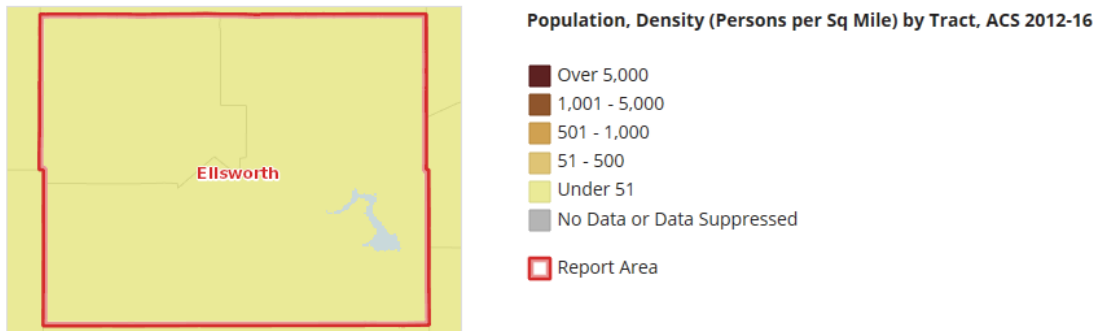 Population, Density (Persons per Sq Mile) by Tract, ACS 2012-16
Over 5,000
1,001 - 5,000
501 - 1,000
51 - 500
Under 51
No Data or Data Suppressed
Report Area
Ellsworth